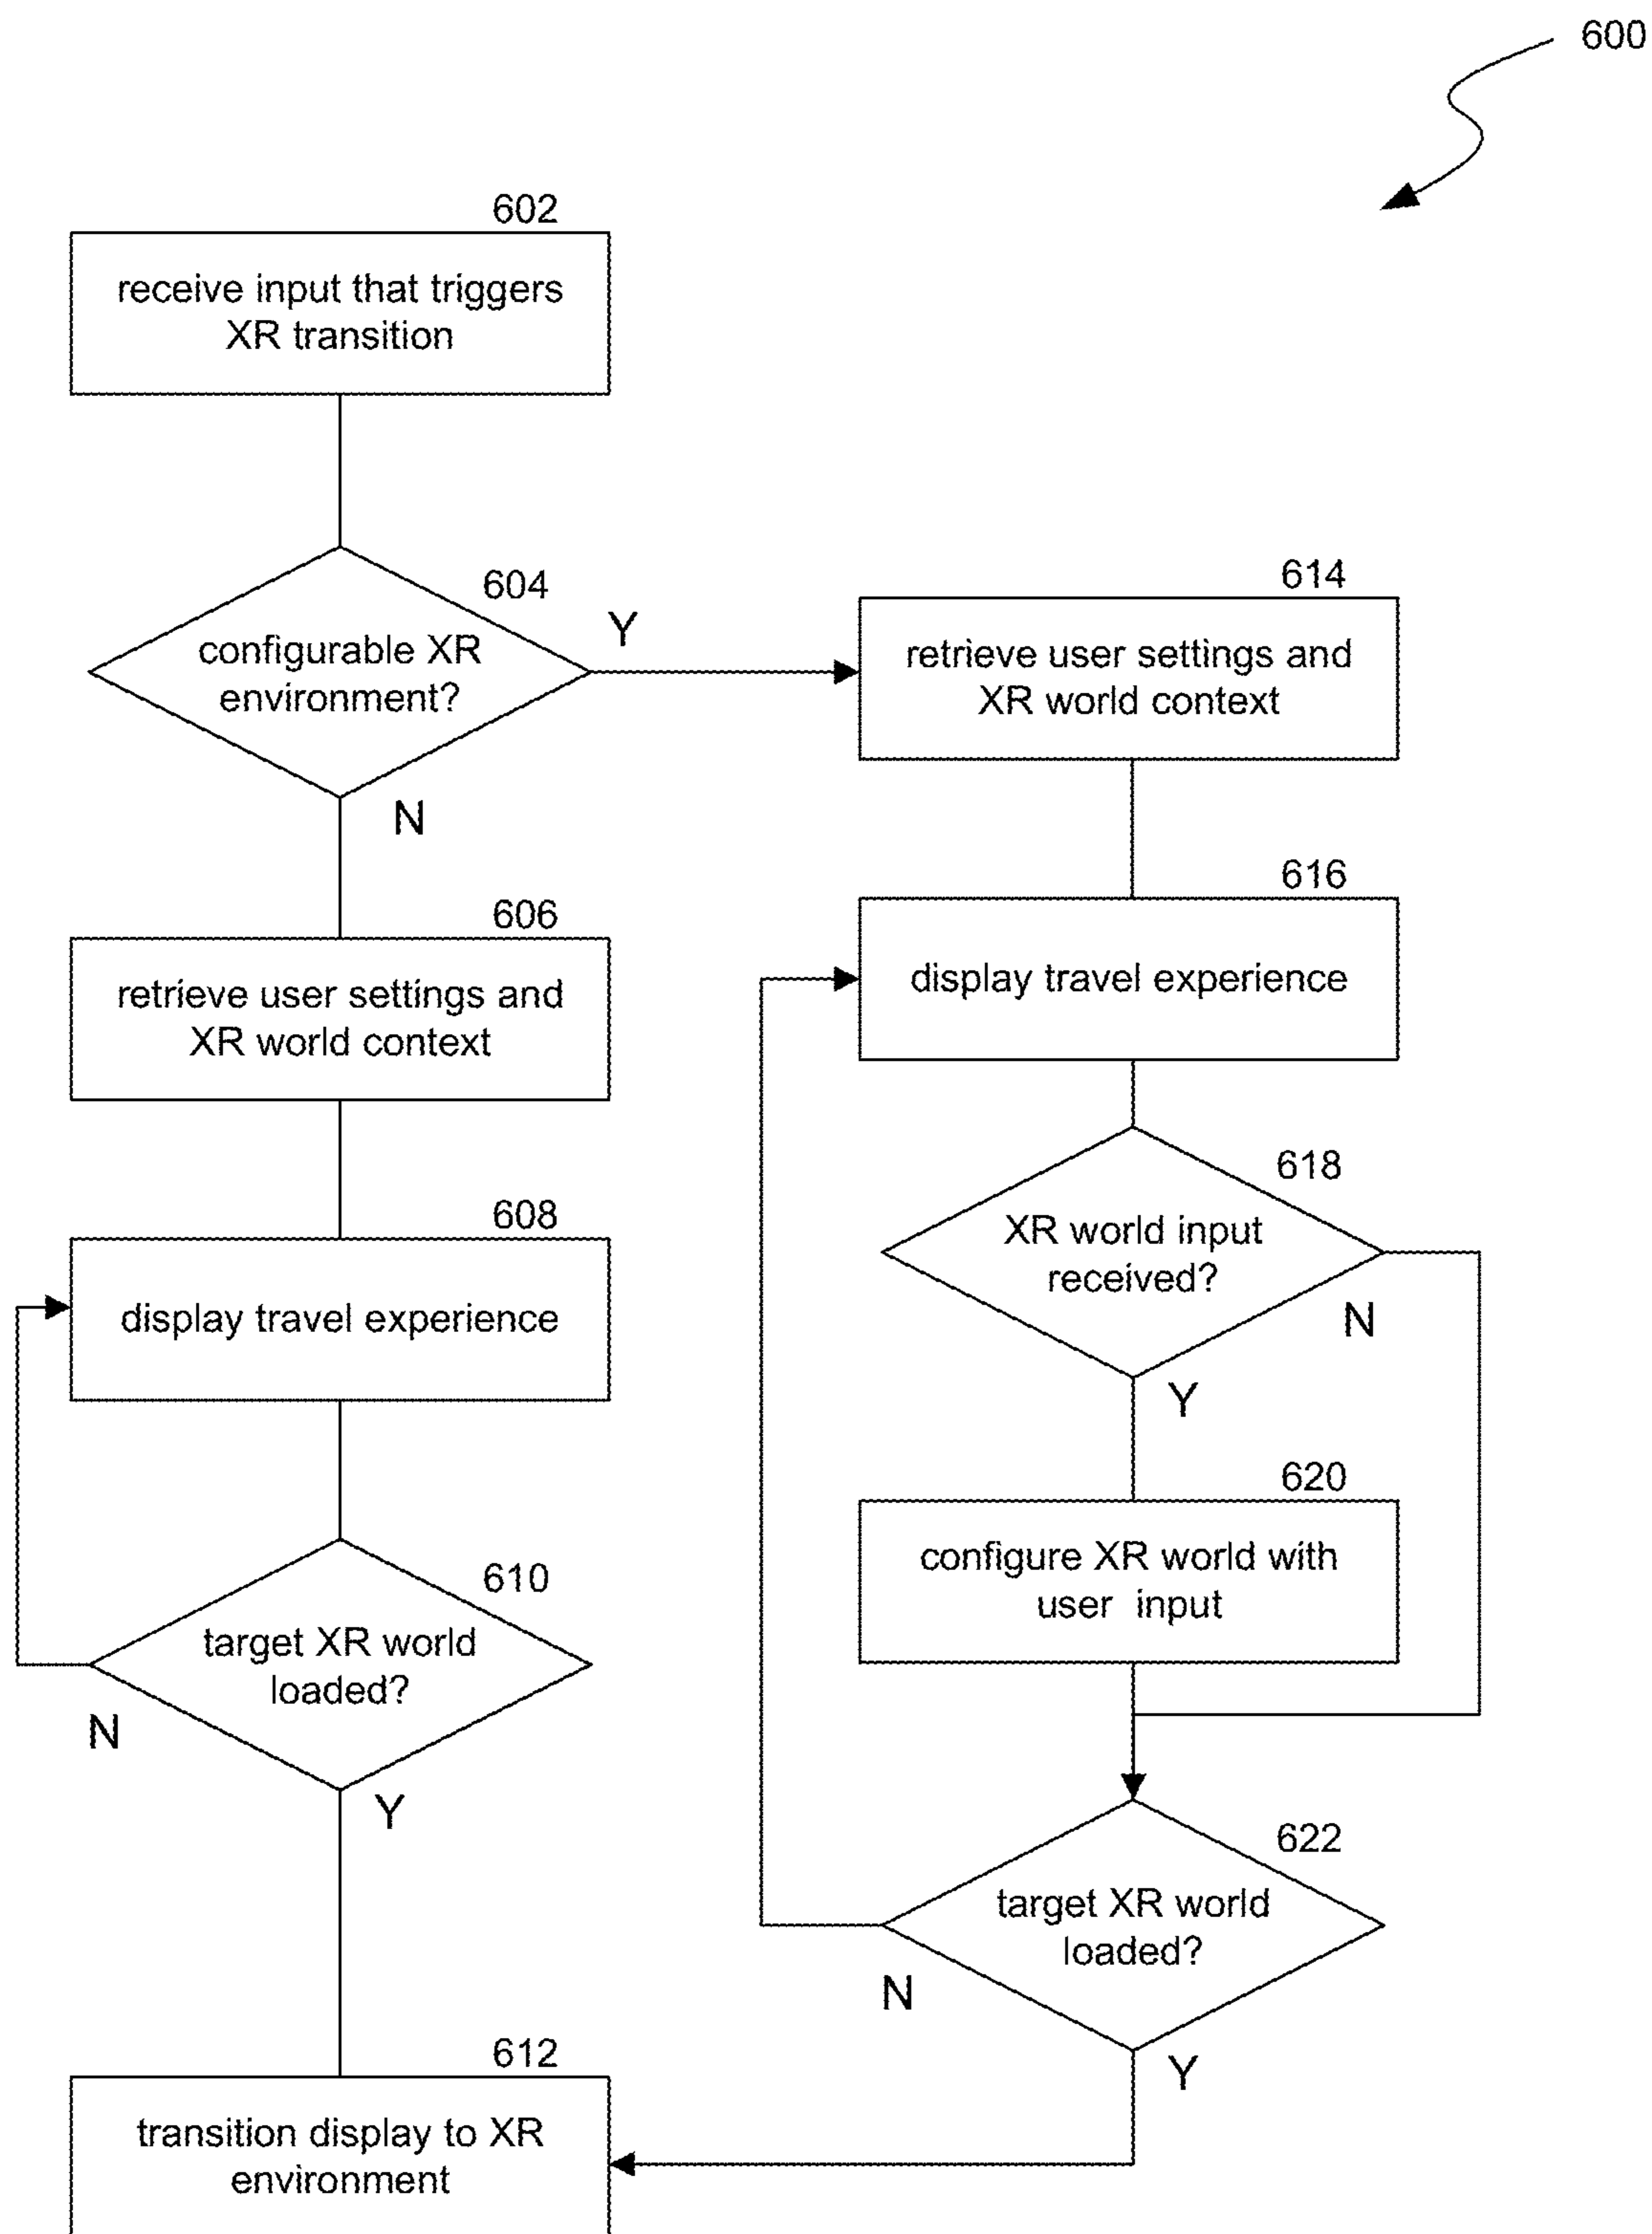 600
602
receive input that triggers
XR transition
604
configurable XR
environment?
Y
N
606
retrieve user settings and
XR world context
608
display travel experience
610
target XR world
loaded?
N
Y
612
transition display to XR
environment
614
retrieve user settings and
XR world context
616
display travel experience
618
XR world input
received?
N
Y
620
configure XR world with
user input
622
target XR world
loaded?
N
Y